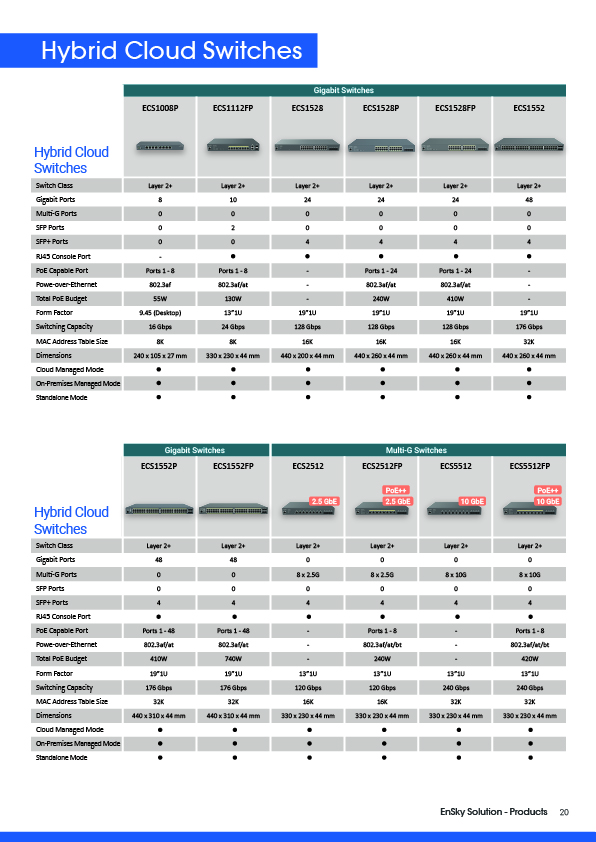 Hybrid Cloud Switches
Gigabit Switches
ECS1008P ECS1112FP ECS1528 ECS1528P ECS1528FP ECS1552
Hybrid Cloud
Switches
Switch Class Layer 2+ Layer 2+ Layer 2+ Layer 2+ Layer 2+ Layer 2+
Gigabit Ports 8 10 24 24 24 48
Multi-G Ports 0 0 0 0 0 0
SFP Ports 0 2 0 0 0 0
SFP+ Ports 0 0 4 4 4 4
RJ45 Console Port - ● ● ● ● ●
PoE Capable Port Ports 1 - 8 Ports 1 - 8 - Ports 1 - 24 Ports 1 - 24 -
Powe-over-Ethernet 802.3af 802.3af/at - 802.3af/at 802.3af/at -
Total PoE Budget 55W 130W - 240W 410W -
Form Factor 9.45 (Desktop) 13"1U 19"1U 19"1U 19"1U 19"1U
Switching Capacity 16 Gbps 24 Gbps 128 Gbps 128 Gbps 128 Gbps 176 Gbps
MAC Address Table Size 8K 8K 16K 16K 16K 32K
Dimensions 240 x 105 x 27 mm 330 x 230 x 44 mm 440 x 200 x 44 mm 440 x 260 x 44 mm 440 x 260 x 44 mm 440 x 260 x 44 mm
Cloud Managed Mode ● ● ● ● ● ●
On-Premises Managed Mode ● ● ● ● ● ●
Standalone Mode ● ● ● ● ● ●
Gigabit Switches Multi-G Switches
ECS1552P ECS1552FP ECS2512 ECS2512FP ECS5512 ECS5512FP
PoE++ PoE++
2.5 GbE 2.5 GbE 10 GbE 10 GbE
Hybrid Cloud
Switches
Switch Class Layer 2+ Layer 2+ Layer 2+ Layer 2+ Layer 2+ Layer 2+
Gigabit Ports 48 48 0 0 0 0
Multi-G Ports 0 0 8 x 2.5G 8 x 2.5G 8 x 10G 8 x 10G
SFP Ports 0 0 0 0 0 0
SFP+ Ports 4 4 4 4 4 4
RJ45 Console Port ● ● ● ● ● ●
PoE Capable Port Ports 1 - 48 Ports 1 - 48 - Ports 1 - 8 - Ports 1 - 8
Powe-over-Ethernet 802.3af/at 802.3af/at - 802.3af/at/bt - 802.3af/at/bt
Total PoE Budget 410W 740W - 240W - 420W
Form Factor 19"1U 19"1U 13"1U 13"1U 13"1U 13"1U
Switching Capacity 176 Gbps 176 Gbps 120 Gbps 120 Gbps 240 Gbps 240 Gbps
MAC Address Table Size 32K 32K 16K 16K 32K 32K
Dimensions 440 x 310 x 44 mm 440 x 310 x 44 mm 330 x 230 x 44 mm 330 x 230 x 44 mm 330 x 230 x 44 mm 330 x 230 x 44 mm
Cloud Managed Mode ● ● ● ● ● ●
On-Premises Managed Mode ● ● ● ● ● ●
Standalone Mode ● ● ● ● ● ●
EnSky Solution - Products 20